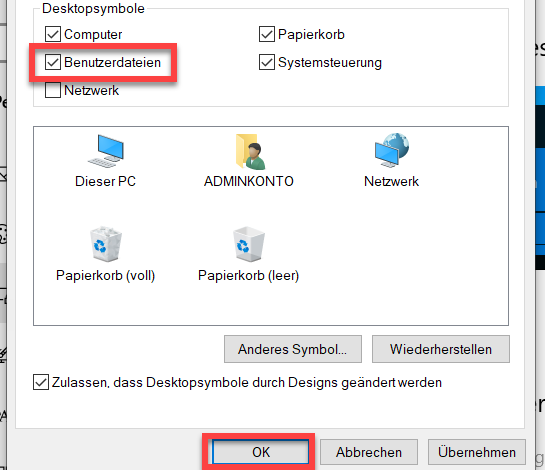 Desktopsymbole
Computer
Papierkorb
Benutzerdateien
Systemsteuerung
Netzwerk
Dieser PC
ADMINKONTO
Netzwerk
Papierkorb (voll)
Papierkorb (leer)
Anderes Symbol...
Wiederherstellen
Zulassen, dass Desktopsymbole durch Designs geändert werden
OK
Abbrechen
Übernehmen